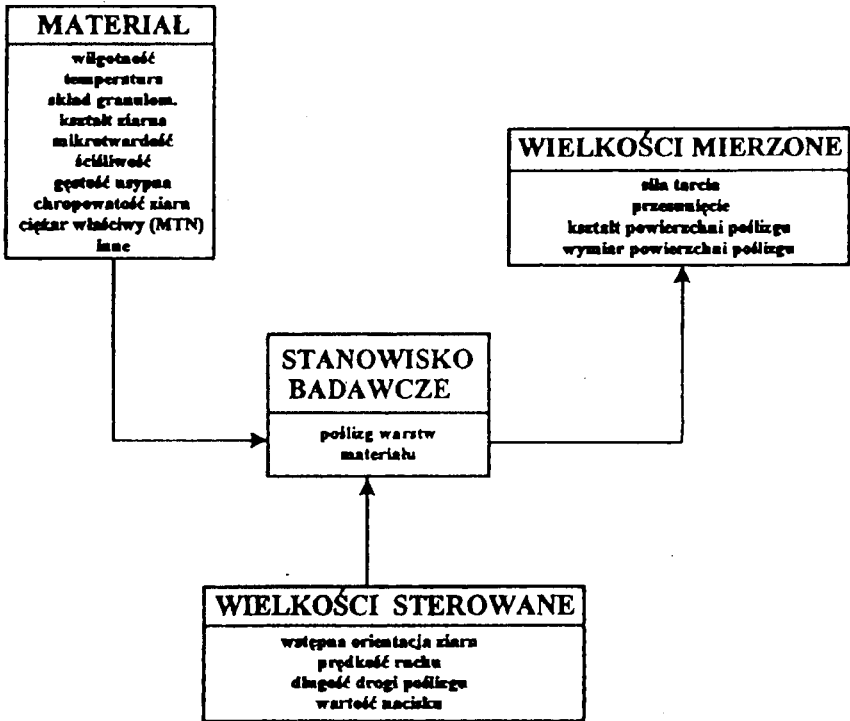 MATERIAŁ
wilgotność
temperatura
skład granulom.
kształt ziarna
mikrotwardość
ściśliwość
gęstość usypna
chropowatość ziarn
ciężar właściwy (MTN)
inne
WIELKOŚCI MIERZONE
siła tarcia
przesunięcie
kształt powierzchni poślizgu
wymiar powierzchni poślizgu
STANOWISKO
BADAWCZE
poślizg warstw
materiału
WIELKOŚCI STEROWANE
wstępna orientacja ziarn
prędkość ruchu
długość drogi poślizgu
wartość nacisku